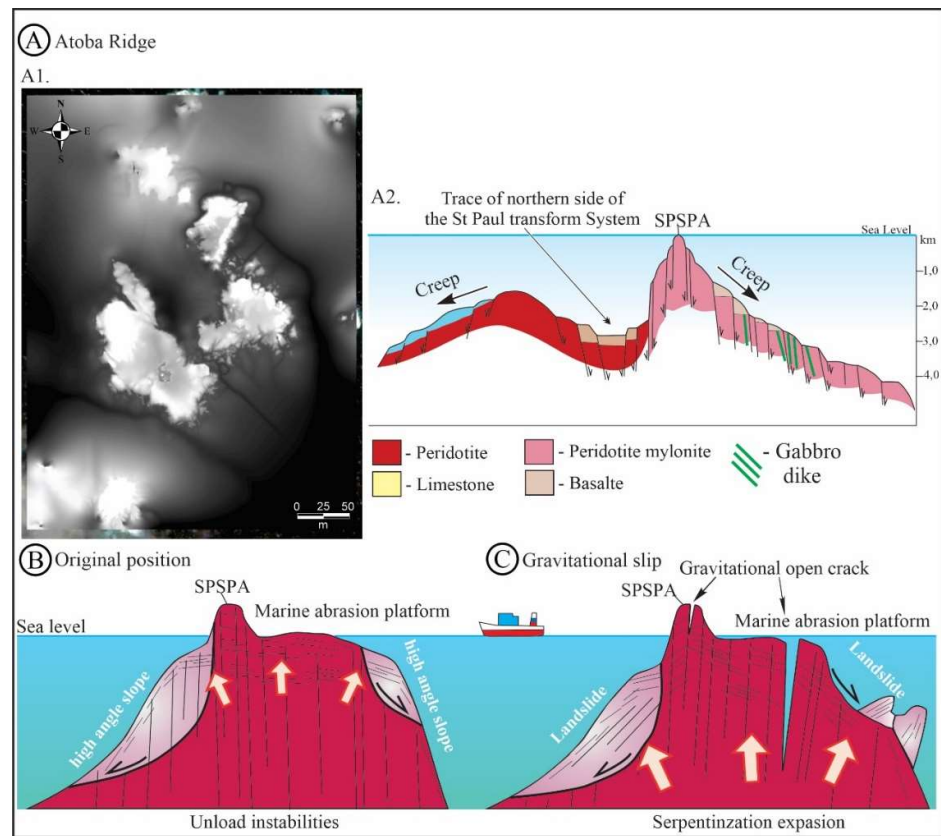 A Atoba Ridge
A1.
N
W E
S
0 25 50
m
A2.
Trace of northern side of
the St Paul transform System
SPSPA
Sea Level
km
Creep
Creep
-1,0
-2,0
-3,0
-4,0
- Peridotite
- Peridotite mylonite
- Gabbro
dike
- Limestone
- Basalte
B Original position
SPSPA
Marine abrasion platform
Sea level
high angle slope
high angle slope
Unload instabilities
C Gravitational slip
Gravitational open crack
SPSPA
Marine abrasion platform
Landslide
Landslide
Serpentinzation expasion